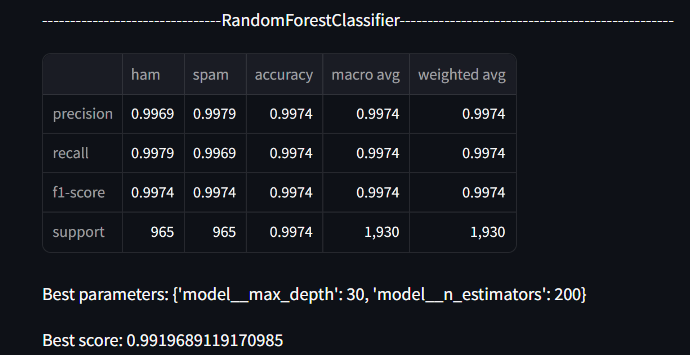 --------------------------------RandomForestClassifier-------------------------------------------------
ham spam accuracy macro avg weighted avg
precision 0.9969 0.9979 0.9974 0.9974 0.9974
recall 0.9979 0.9969 0.9974 0.9974 0.9974
f1-score 0.9974 0.9974 0.9974 0.9974 0.9974
support 965 965 0.9974 1,930 1,930
Best parameters: {'model__max_depth': 30, 'model__n_estimators': 200}
Best score: 0.9919689119170985